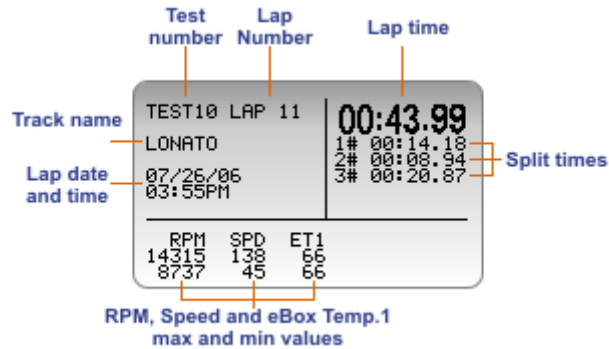 Test
number
Lap
Number
Lap time
Track name
Lap date
and time
TEST10 LAP 11
LONATO
07/26/06
03:55PM
00:43.99
1# 00:14.18
2# 00:08.94
3# 00:20.87
Split times
RPM SPD ET1
14315 138 66
8737 45 66
RPM, Speed and eBox Temp.1
max and min values